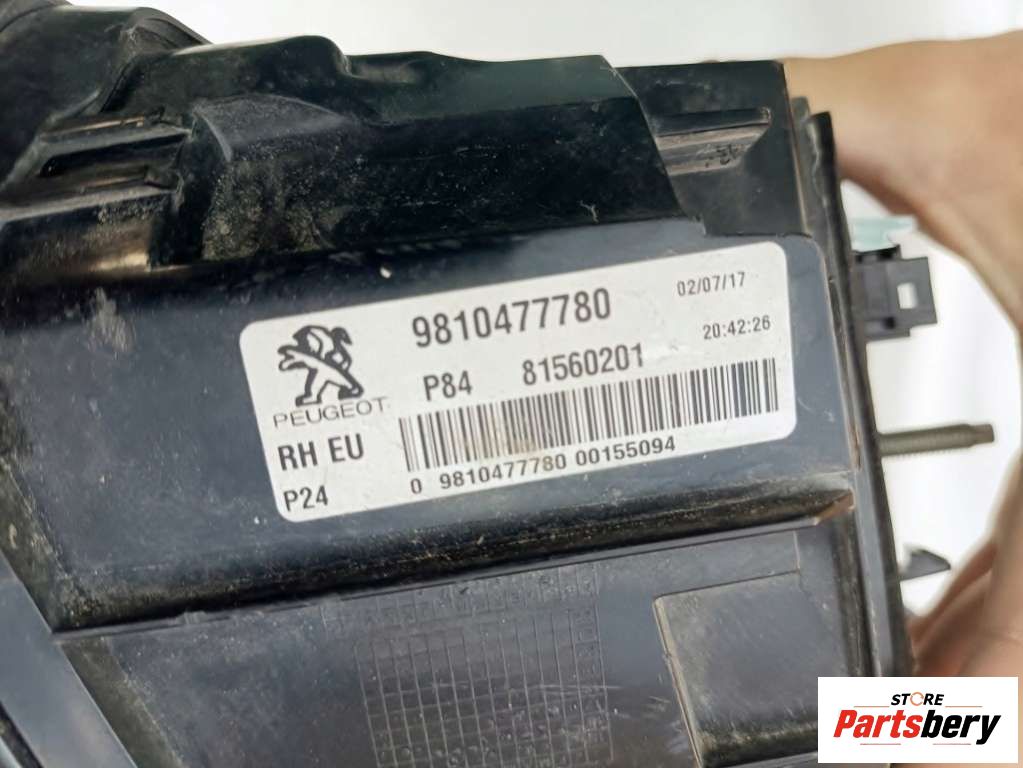 9810477780 02/07/17
P84 81560201 20:42:26
PEUGEOT
RH EU
P24
0 9810477780 00155094
STORE
Partsbery